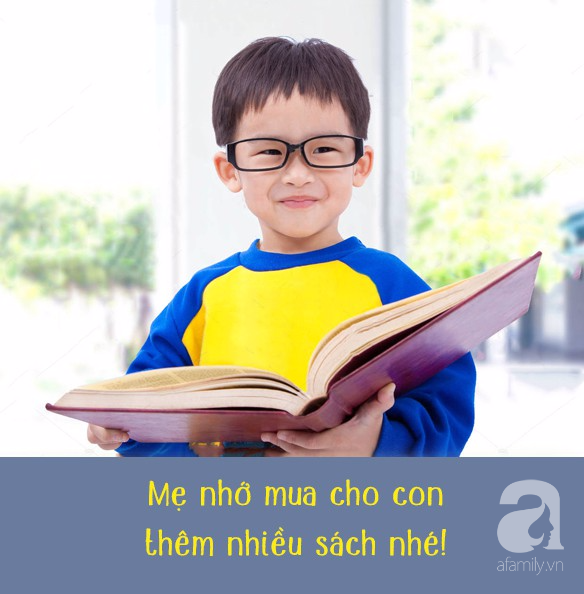 Mẹ nhớ mua cho con
thêm nhiều sách nhé!
a
afamily.vn